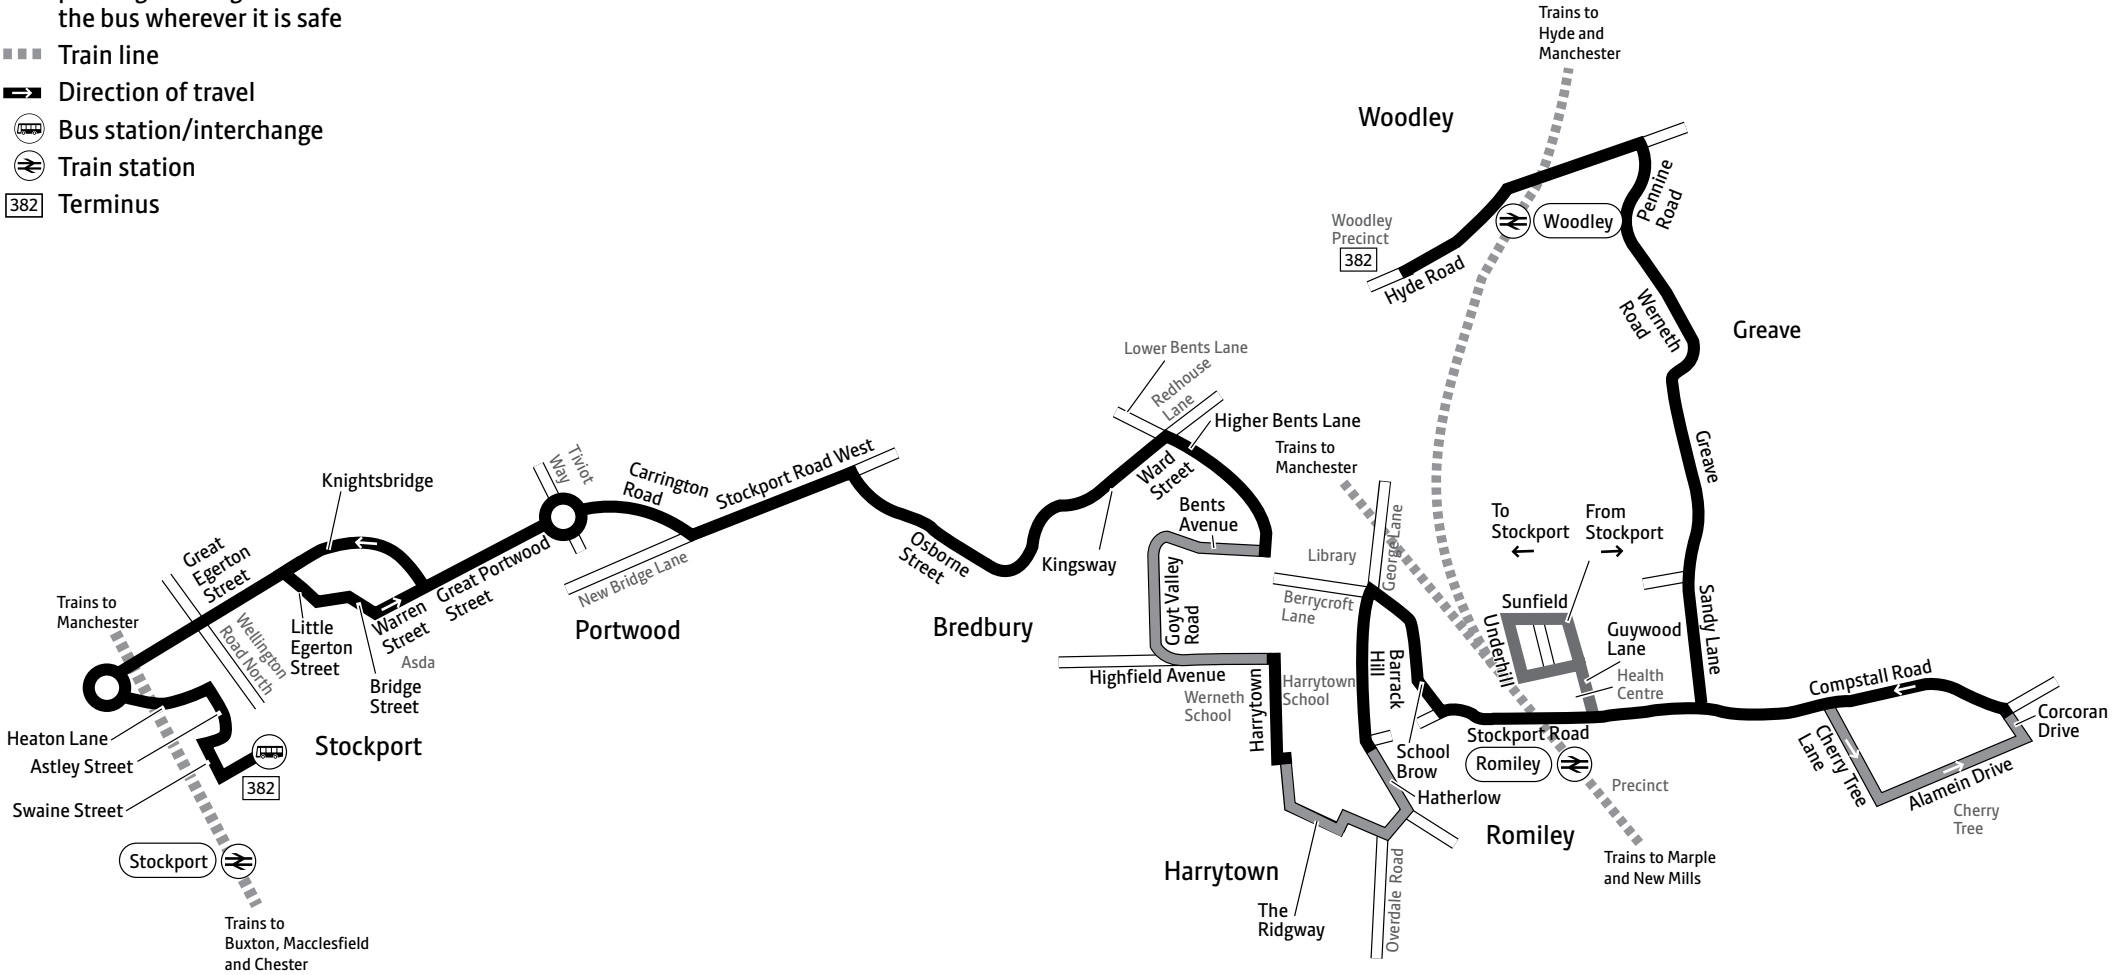 the bus wherever it is safe
Train line
Direction of travel
Bus station/interchange
Train station
382
Terminus
Trains to
Hyde and
Manchester
Woodley
Pennine
Road
Woodley
Woodley
Precinct
382
Hyde Road
Werneth
Road
Greave
Greave
Sandy Lane
Lower Bents Lane
Redhouse
Lane
Higher Bents Lane
Ward
Street
Bents
Avenue
Trains to
Manchester
Knightsbridge
Great
Egerton
Street
Tiviot
Way
Carrington
Road
Stockport Road West
Great Portwood
Street
New Bridge Lane
Osborne
Street
Kingsway
Portwood
Bredbury
Trains to
Manchester
Wellington
Road North
Little
Egerton
Street
Warren
Street
Asda
Bridge
Street
Heaton Lane
Astley Street
Swaine Street
Stockport
382
Stockport
Trains to
Buxton, Macclesfield
and Chester
Goyt Valley
Road
Highfield Avenue
Werneth
School
Harrytown
Harrytown
School
Library
Berrycroft
Lane
George Lane
Barrack
Hill
School
Brow
Hatherlow
Harrytown
The
Ridgway
Overdale Road
To
Stockport
From
Stockport
Sunfield
Underhill
Guywood
Lane
Health
Centre
Stockport Road
Romiley
Precinct
Romiley
Trains to Marple
and New Mills
Compstall Road
Cherry Tree
Lane
Alamein Drive
Cherry
Tree
Corcoran
Drive